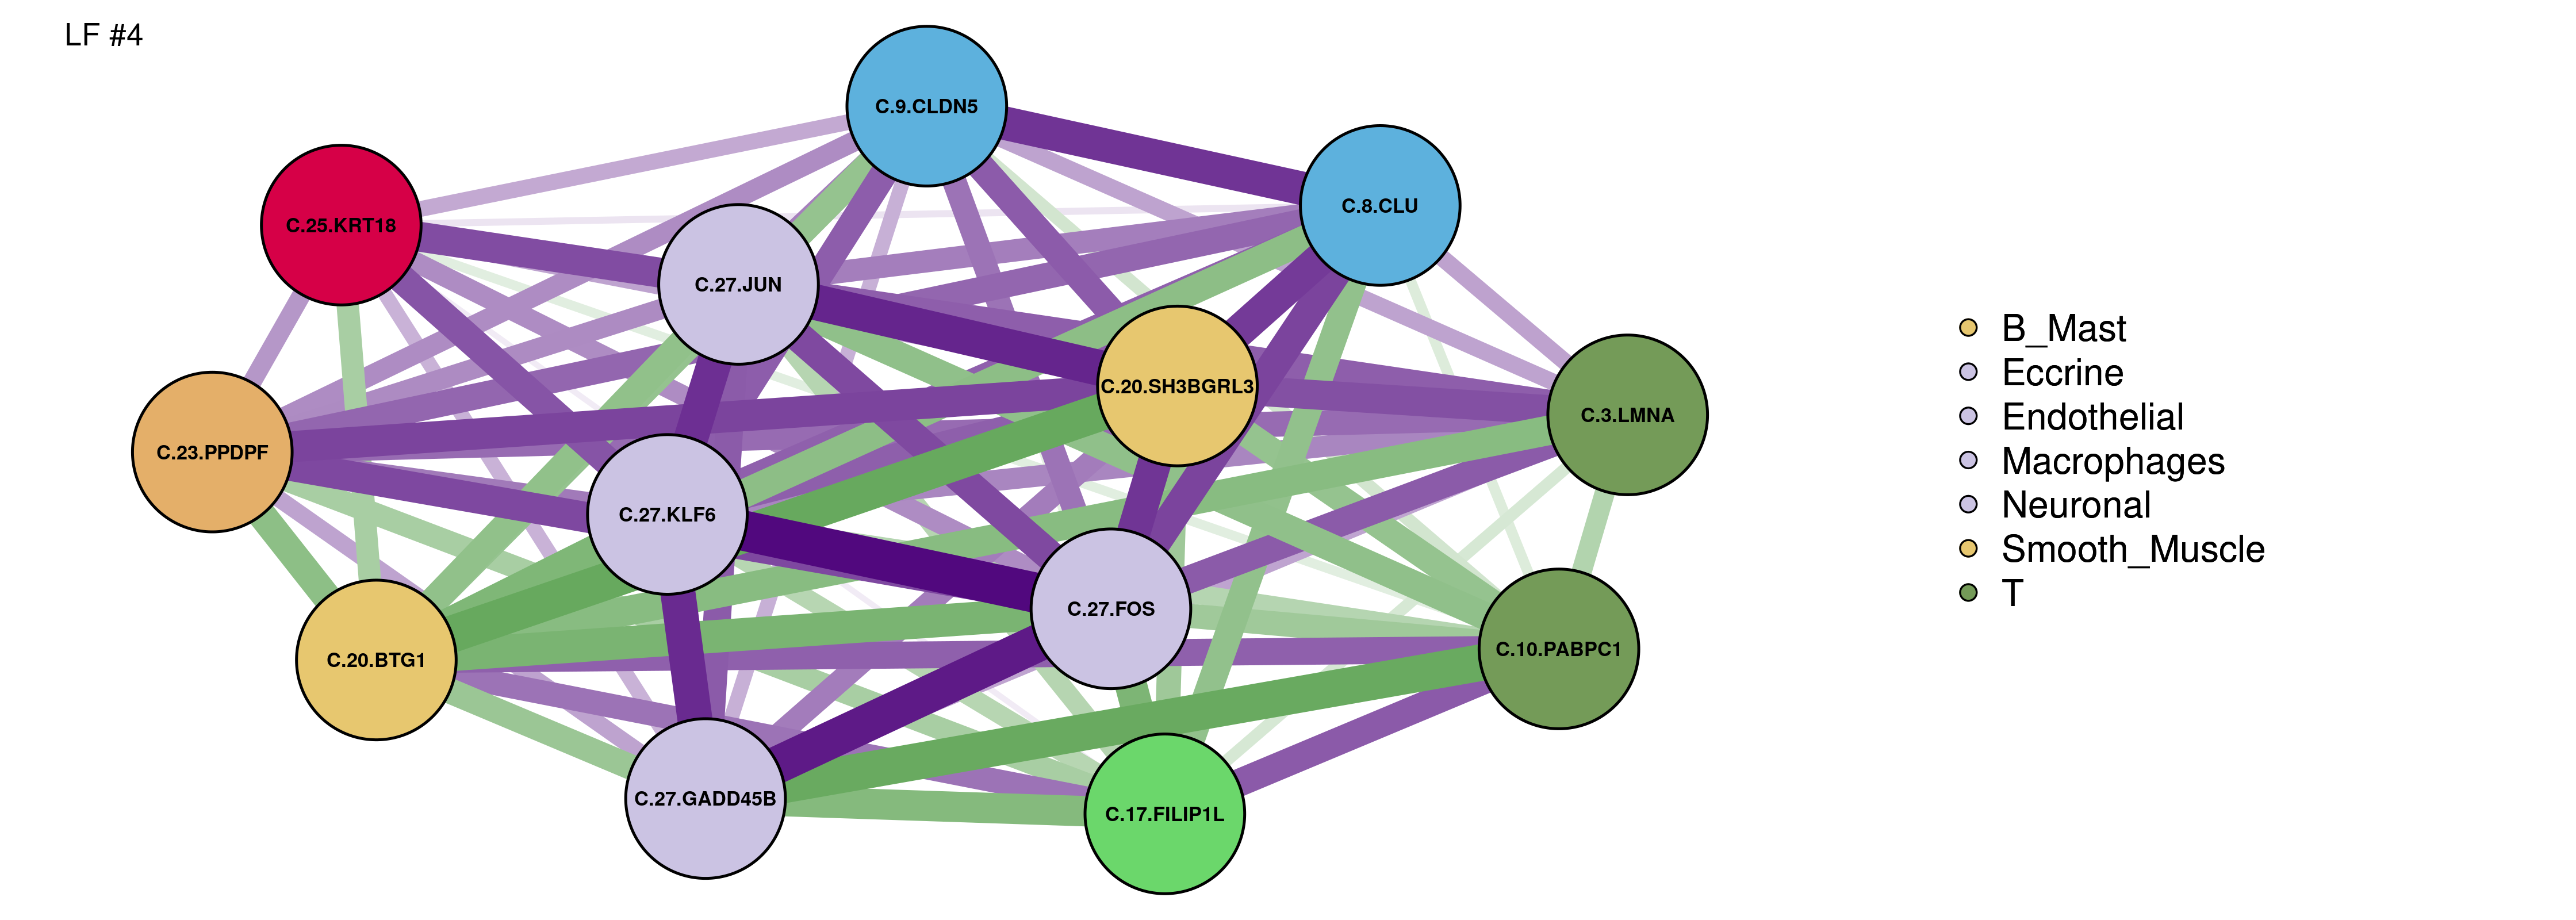 LF #4
C.9.CLDN5
C.8.CLU
C.25.KRT18
C.27.JUN
C.20.SH3BGRL3
C.3.LMNA
C.23.PPDPF
C.27.KLF6
C.27.FOS
C.10.PABPC1
C.20.BTG1
C.27.GADD45B
C.17.FILIP1L
B_Mast
Eccrine
Endothelial
Macrophages
Neuronal
Smooth_Muscle
T